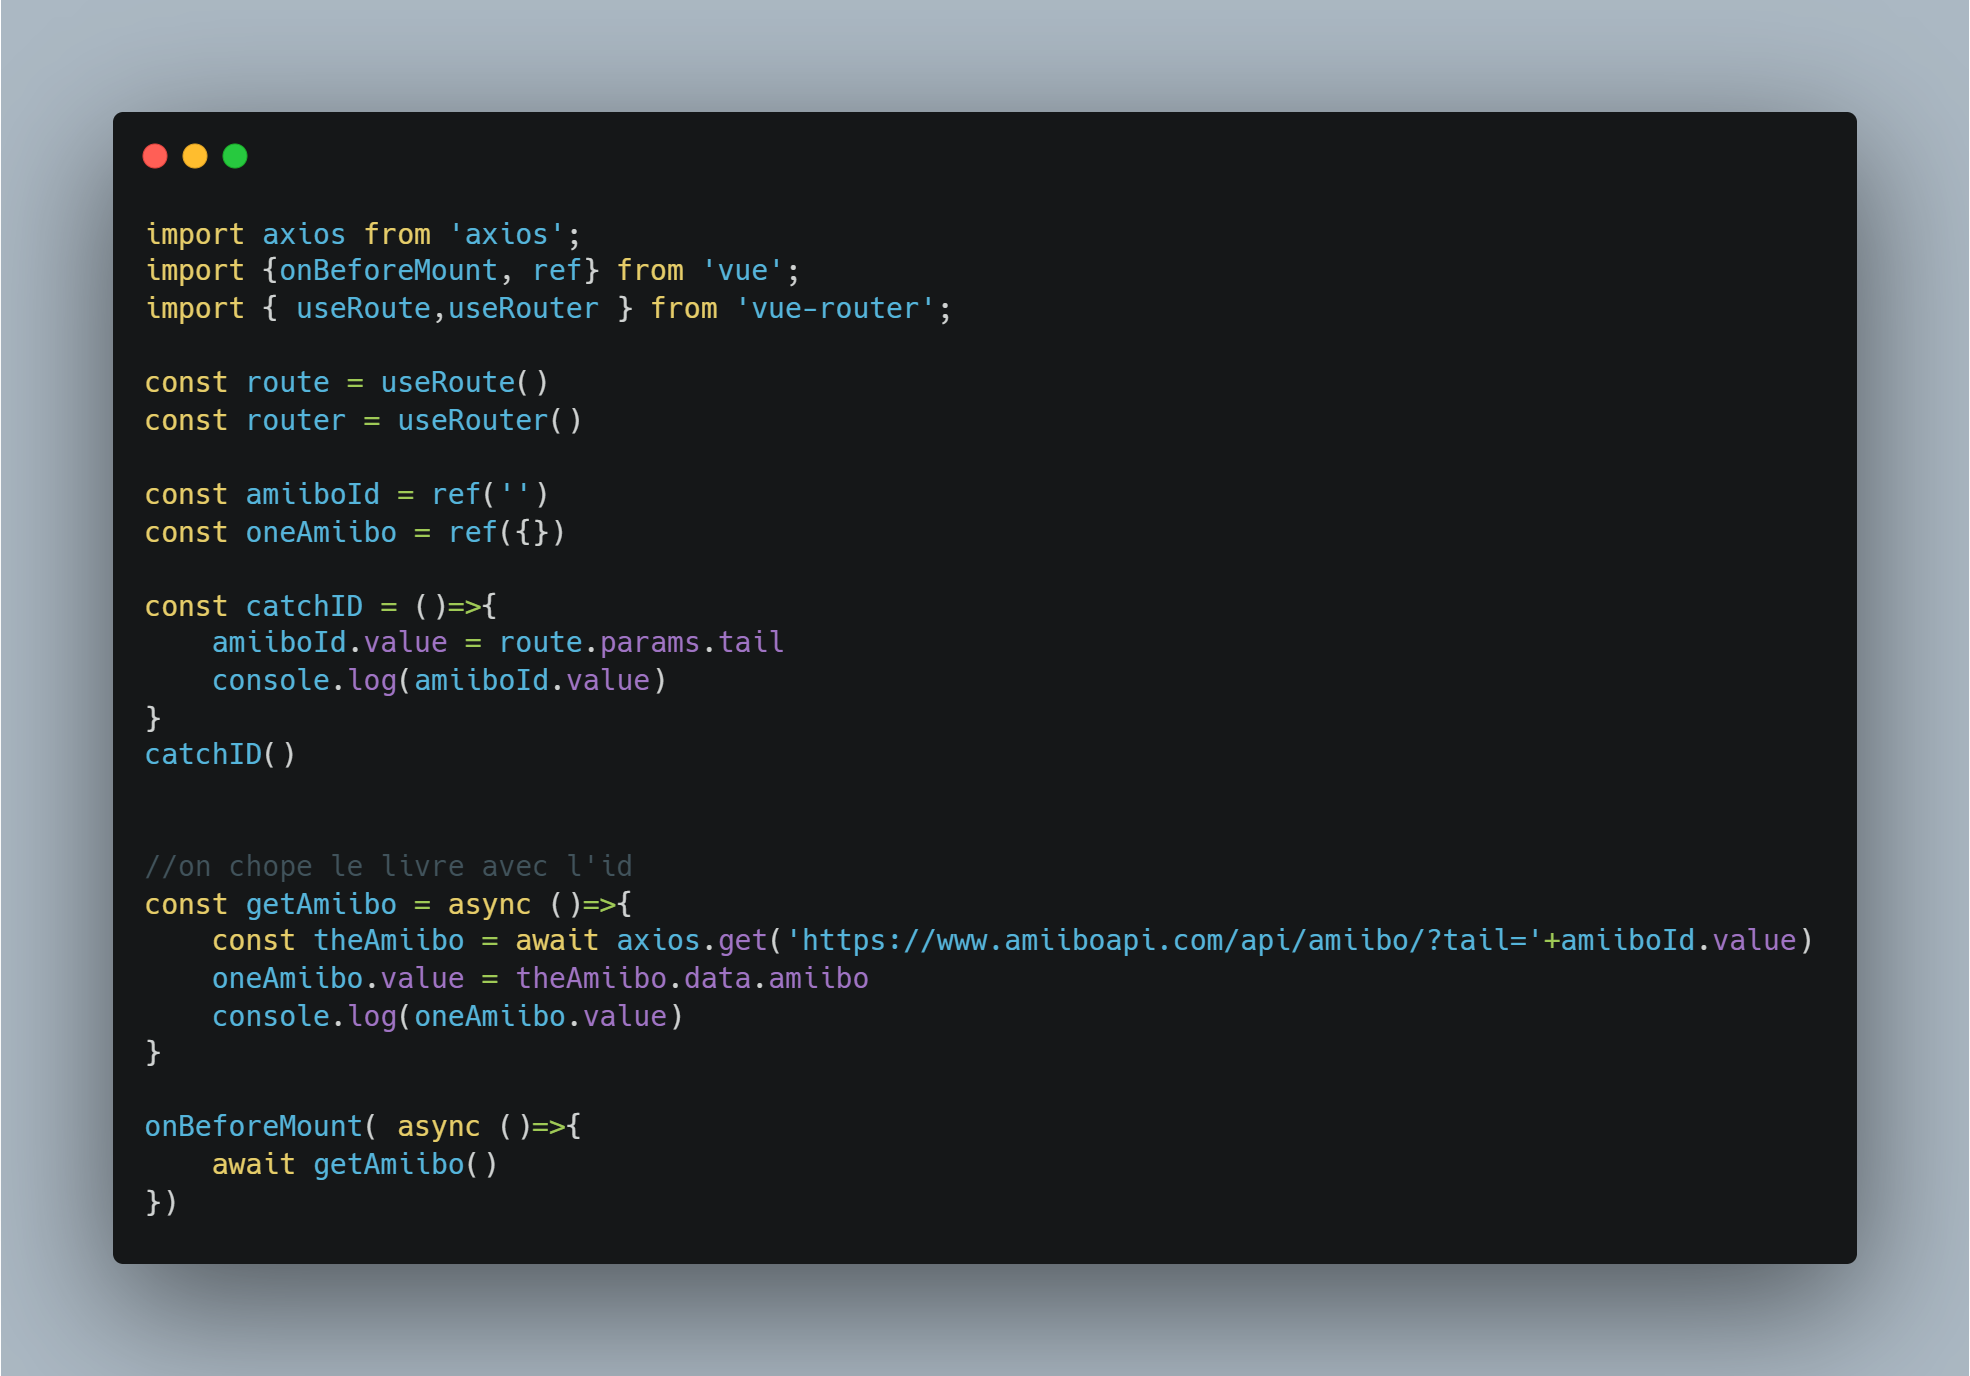 import axios from 'axios';
import {onBeforeMount, ref} from 'vue';
import { useRoute,useRouter } from 'vue-router';

const route = useRoute()
const router = useRouter()

const amiiboId = ref('')
const oneAmiibo = ref({})

const catchID = ()=>{
    amiiboId.value = route.params.tail
    console.log(amiiboId.value)
}
catchID()


//on chope le livre avec l'id
const getAmiibo = async ()=>{
    const theAmiibo = await axios.get('https://www.amiiboapi.com/api/amiibo/?tail='+amiiboId.value)
    oneAmiibo.value = theAmiibo.data.amiibo
    console.log(oneAmiibo.value)
}

onBeforeMount( async ()=>{
    await getAmiibo()
})